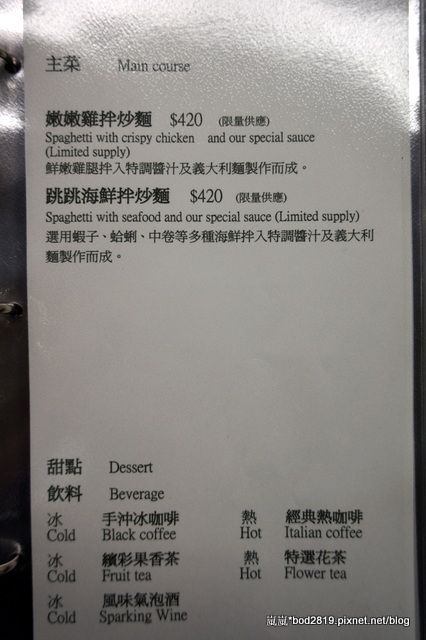 主菜 Main course
嫩嫩雞拌炒麵 $420 (限量供應)
Spaghetti with crispy chicken and our special sauce
(Limited supply)
鮮嫩雞腿拌入特調醬汁及義大利麵製作而成。
跳跳海鮮拌炒麵 $420 (限量供應)
Spaghetti with seafood and our special sauce (Limited supply)
選用蝦子、蛤蜊、中卷等多種海鮮拌入特調醬汁及義大利
麵製作而成。
甜點 Dessert
飲料 Beverage
冰 手沖冰咖啡 熱 經典熱咖啡
Cold Black coffee Hot Italian coffee
冰 繽彩果香茶 熱 特選花茶
Cold Fruit tea Hot Flower tea
冰 風味氣泡酒
Cold Sparking Wine
嵐嵐*bod2819.pixnet.net/blog